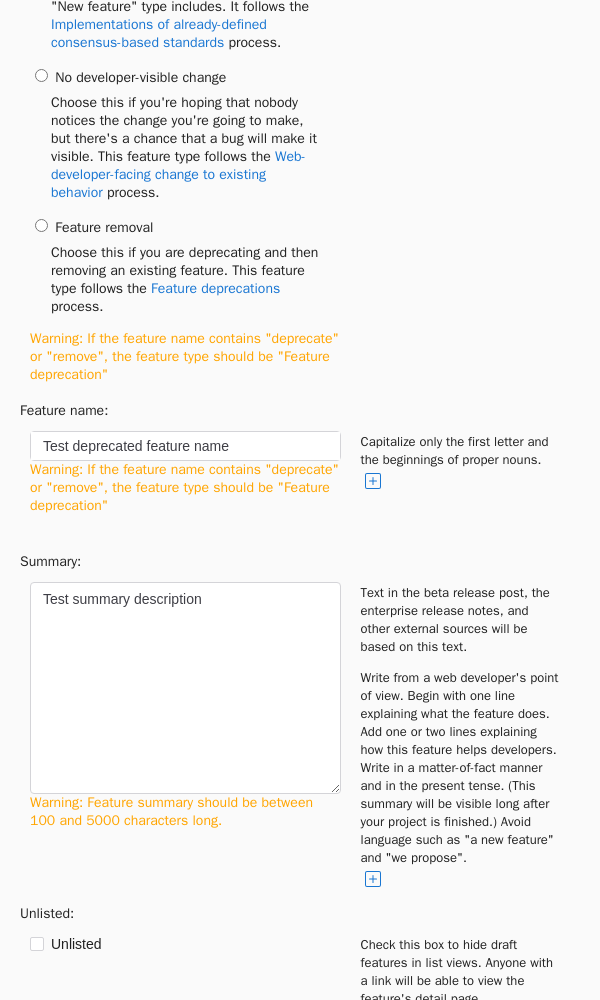 "New feature" type includes. It follows the
Implementations of already-defined
consensus-based standards process.
No developer-visible change
Choose this if you're hoping that nobody
notices the change you're going to make,
but there's a chance that a bug will make it
visible. This feature type follows the Web-
developer-facing change to existing
behavior process.
Feature removal
Choose this if you are deprecating and then
removing an existing feature. This feature
type follows the Feature deprecations
process.
Warning: If the feature name contains "deprecate"
or "remove", the feature type should be "Feature
deprecation"
Feature name:
Test deprecated feature name
Warning: If the feature name contains "deprecate"
or "remove", the feature type should be "Feature
deprecation"
Capitalize only the first letter and
the beginnings of proper nouns.
Summary:
Test summary description
Warning: Feature summary should be between
100 and 5000 characters long.
Text in the beta release post, the
enterprise release notes, and
other external sources will be
based on this text.
Write from a web developer's point
of view. Begin with one line
explaining what the feature does.
Add one or two lines explaining
how this feature helps developers.
Write in a matter-of-fact manner
and in the present tense. (This
summary will be visible long after
your project is finished.) Avoid
language such as "a new feature"
and "we propose".
Unlisted:
Unlisted
Check this box to hide draft
features in list views. Anyone with
a link will be able to view the
feature's detail page.